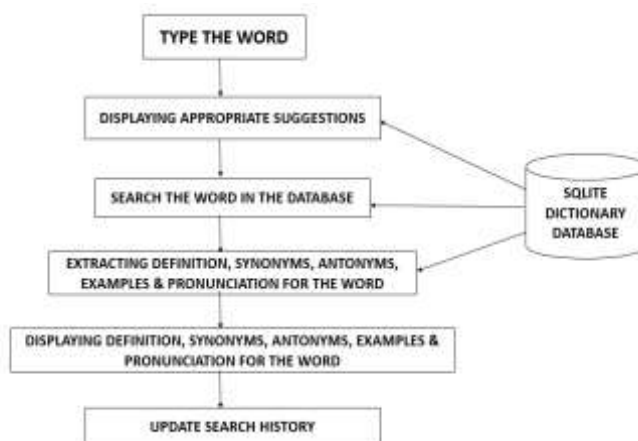 TYPE THE WORD
DISPLAYING APPROPRIATE SUGGESTIONS
SEARCH THE WORD IN THE DATABASE
SQLITE
DICTIONARY
DATABASE
EXTRACTING DEFINITION, SYNONYMS, ANTONYMS,
EXAMPLES & PRONUNCIATION FOR THE WORD
DISPLAYING DEFINITION, SYNONYMS, ANTONYMS, EXAMPLES &
PRONUNCIATION FOR THE WORD
UPDATE SEARCH HISTORY